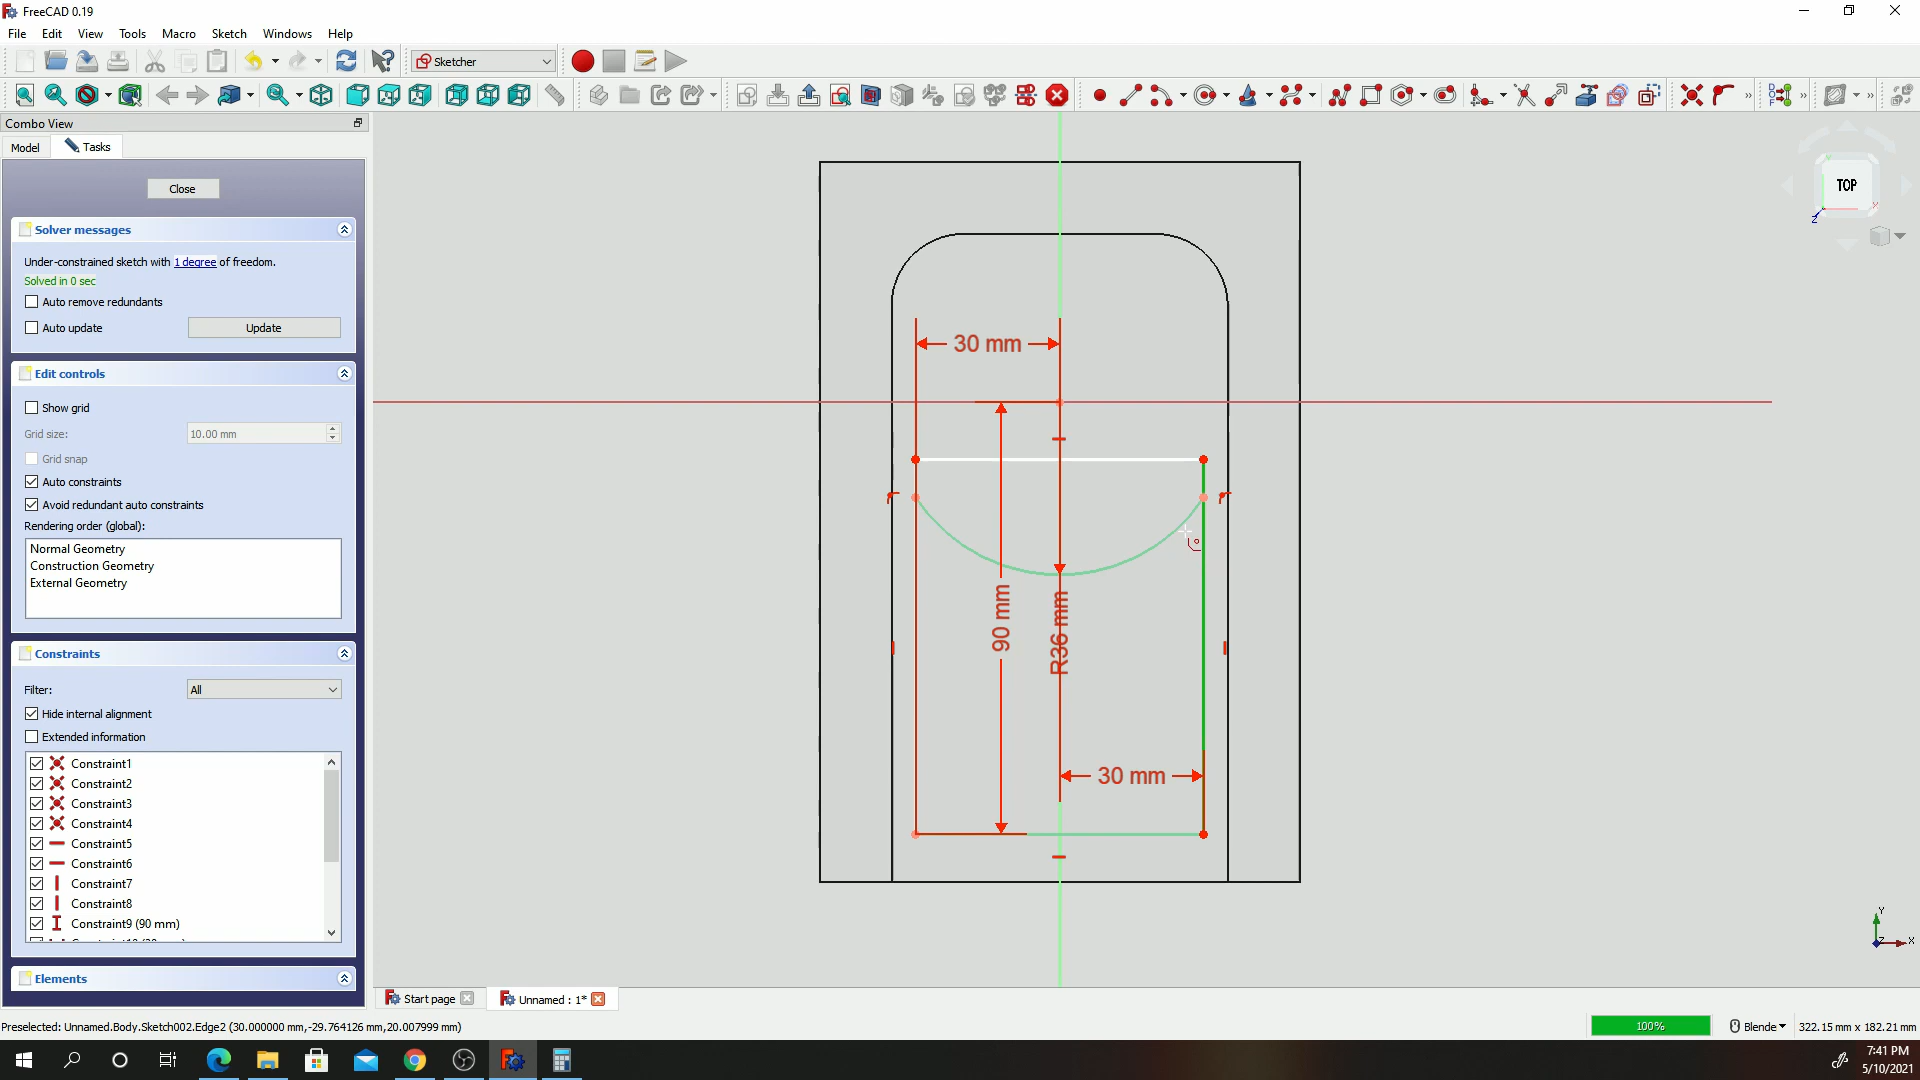 FreeCAD 0.19
File Edit View Tools Macro Sketch Windows Help
Sketcher
Combo View
Model Tasks
Close
Solver messages
Under-constrained sketch with 1 degree of freedom.
Solved in 0 sec
Auto remove redundants
Auto update Update
Edit controls
Show grid
Grid size: 10.00 mm
Grid snap
Auto constraints
Avoid redundant auto constraints
Rendering order (global):
Normal Geometry
Construction Geometry
External Geometry
Constraints
Filter: All
Hide internal alignment
Extended information
Constraint1
Constraint2
Constraint3
Constraint4
Constraint5
Constraint6
Constraint7
Constraint8
Constraint9 (90 mm)
Elements
TOP
Y
X
Z
30 mm
90 mm
R36 mm
30 mm
Y
X
Z
Start page Unnamed : 1*
Preselected: Unnamed.Body.Sketch002.Edge2 (30.000000 mm,-29.764126 mm,20.007999 mm)
100% Blende 322.15 mm x 182.21 mm
7:41 PM
5/10/2021